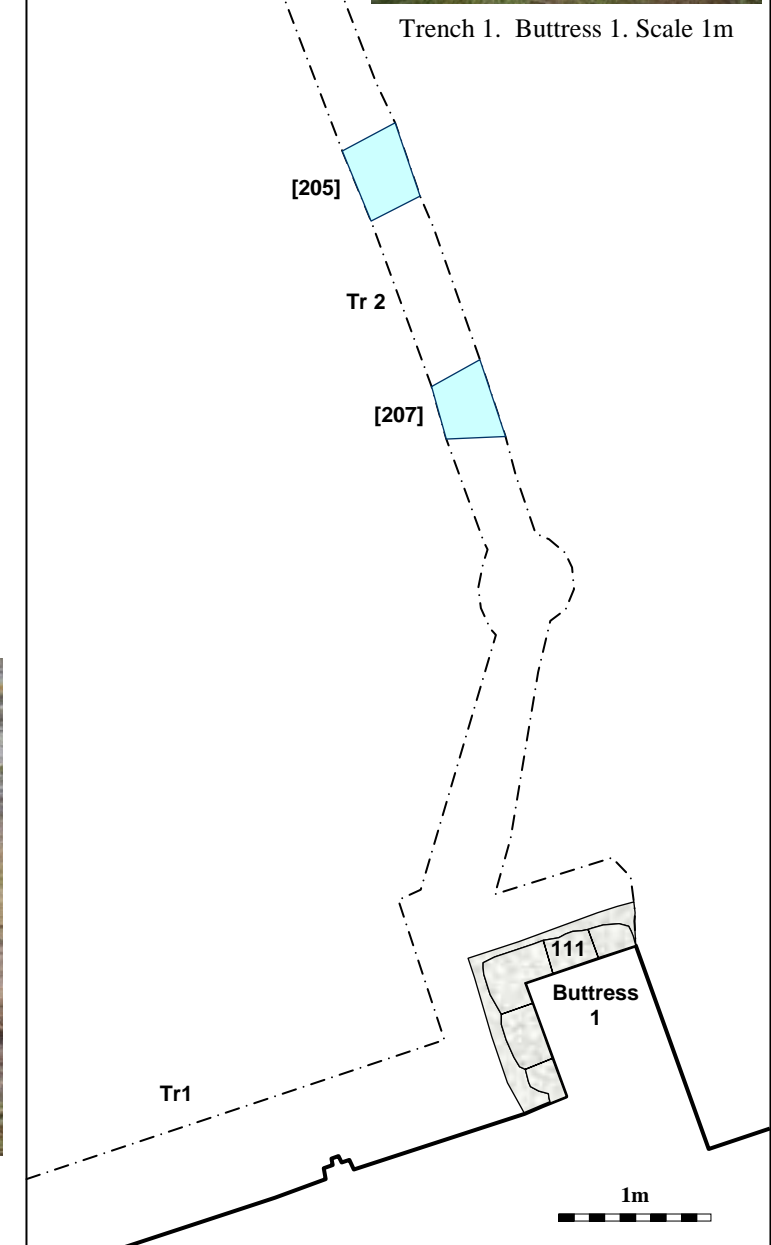 Trench 1. Buttress 1. Scale 1m
[205]
Tr 2
[207]
111
Buttress
1
Tr1
1m